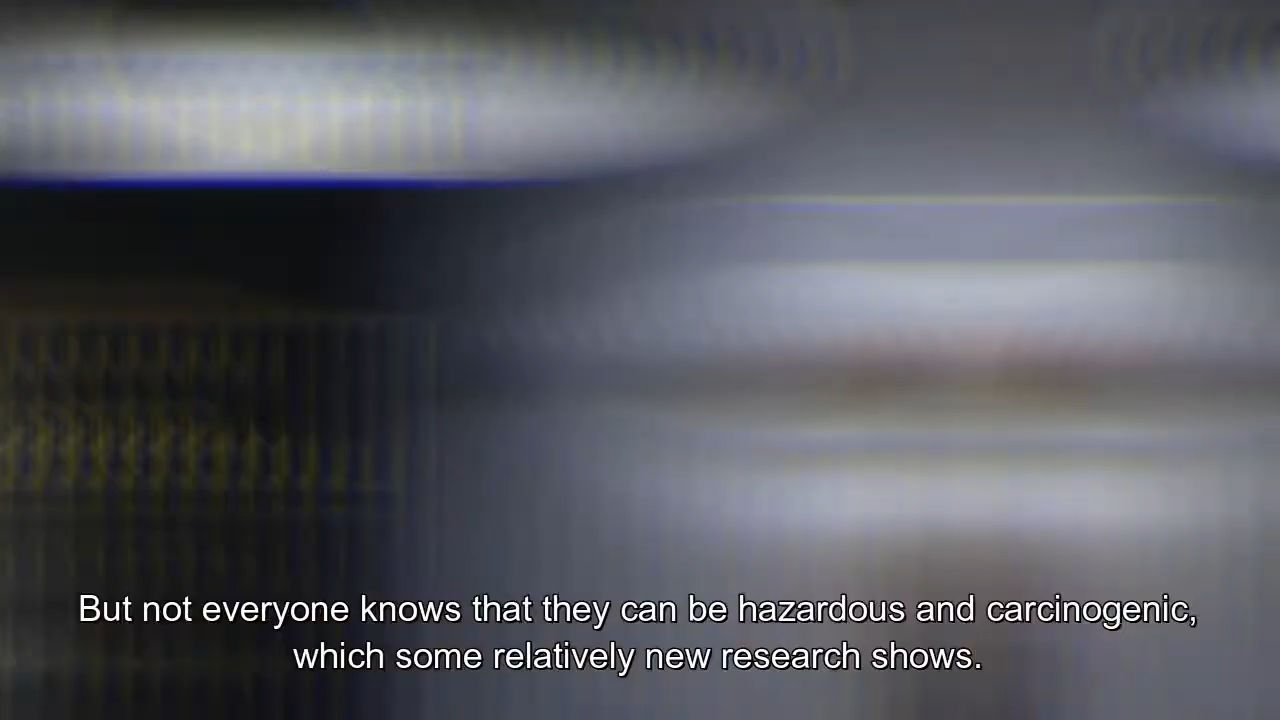 But not everyone knows that they can be hazardous and carcinogenic,
which some relatively new research shows.